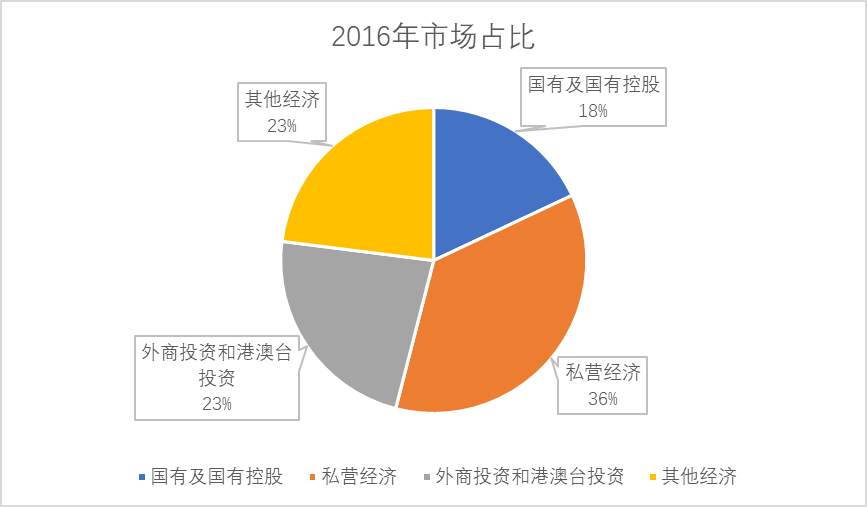 2016年市场占比
国有及国有控股
18%
其他经济
23%
外商投资和港澳台
投资
23%
私营经济
36%
国有及国有控股
私营经济
外商投资和港澳台投资
其他经济